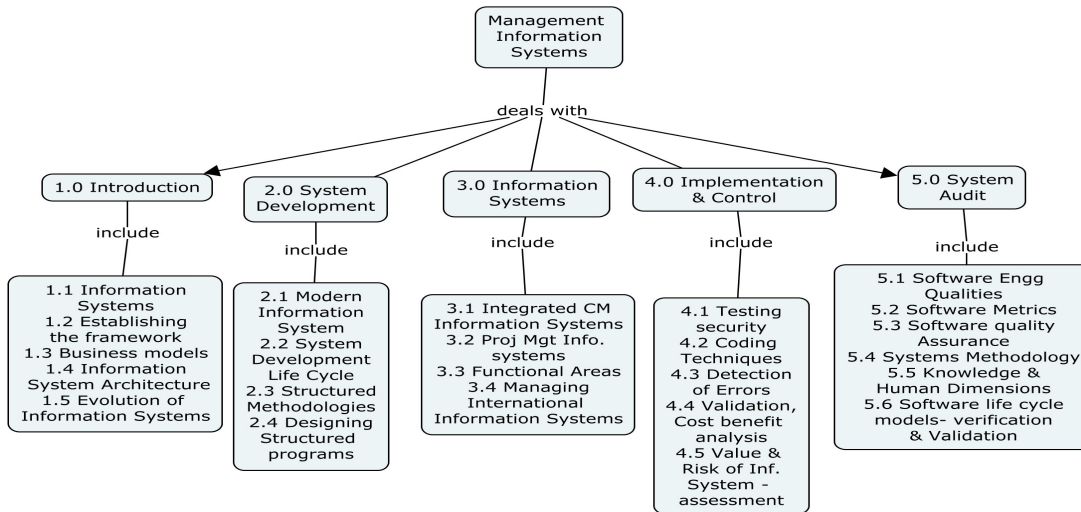 Management
Information
Systems
deals with
1.0 Introduction
2.0 System
Development
3.0 Information
Systems
4.0 Implementation
& Control
5.0 System
Audit
include
include
include
include
include
1.1 Information
Systems
1.2 Establishing
the framework
1.3 Business models
1.4 Information
System Architecture
1.5 Evolution of
Information Systems
2.1 Modern
Information
System
2.2 System
Development
Life Cycle
2.3 Structured
Methodologies
2.4 Designing
Structured
programs
3.1 Integrated CM
Information Systems
3.2 Proj Mgt Info.
systems
3.3 Functional Areas
3.4 Managing
International
Information Systems
4.1 Testing
security
4.2 Coding
Techniques
4.3 Detection
of Errors
4.4 Validation,
Cost benefit
analysis
4.5 Value &
Risk of Inf.
System -
assessment
5.1 Software Engg
Qualities
5.2 Software Metrics
5.3 Software quality
Assurance
5.4 Systems Methodology
5.5 Knowledge &
Human Dimensions
5.6 Software life cycle
models- verification
& Validation